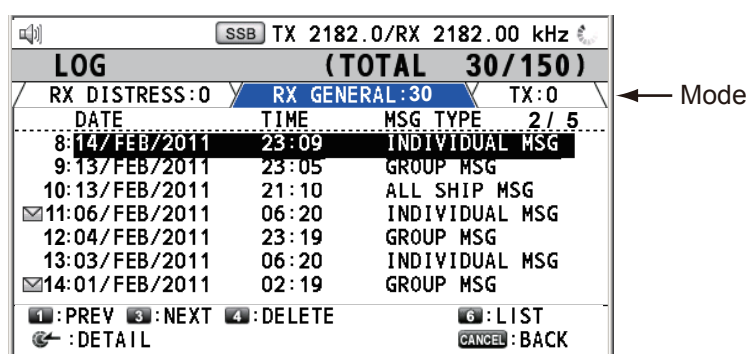 SSB TX 2182.0/RX 2182.00 kHz
LOG (TOTAL 30/150)
RX DISTRESS:0 RX GENERAL:30 TX:0
Mode
DATE TIME MSG TYPE 2/ 5
8:14/FEB/2011 23:09 INDIVIDUAL MSG
9:13/FEB/2011 23:05 GROUP MSG
10:13/FEB/2011 21:10 ALL SHIP MSG
11:06/FEB/2011 06:20 INDIVIDUAL MSG
12:04/FEB/2011 23:19 GROUP MSG
13:03/FEB/2011 06:20 INDIVIDUAL MSG
14:01/FEB/2011 02:19 GROUP MSG
1:PREV 3:NEXT 4:DELETE 6:LIST
:DETAIL CANCEL:BACK